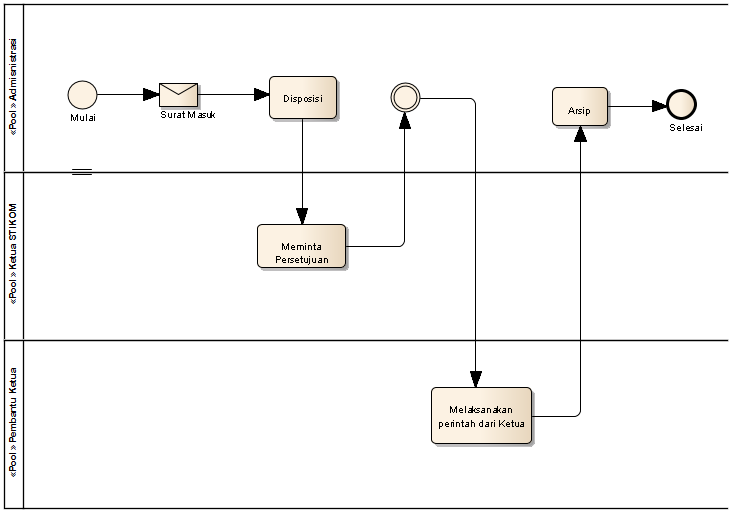 «Pool» Admisnistrasi
Mulai
Surat Masuk
Disposisi
Arsip
Selesai
«Pool» Ketua STIKOM
Meminta
Persetujuan
«Pool» Pembantu Ketua
Melaksanakan
perintah dari Ketua